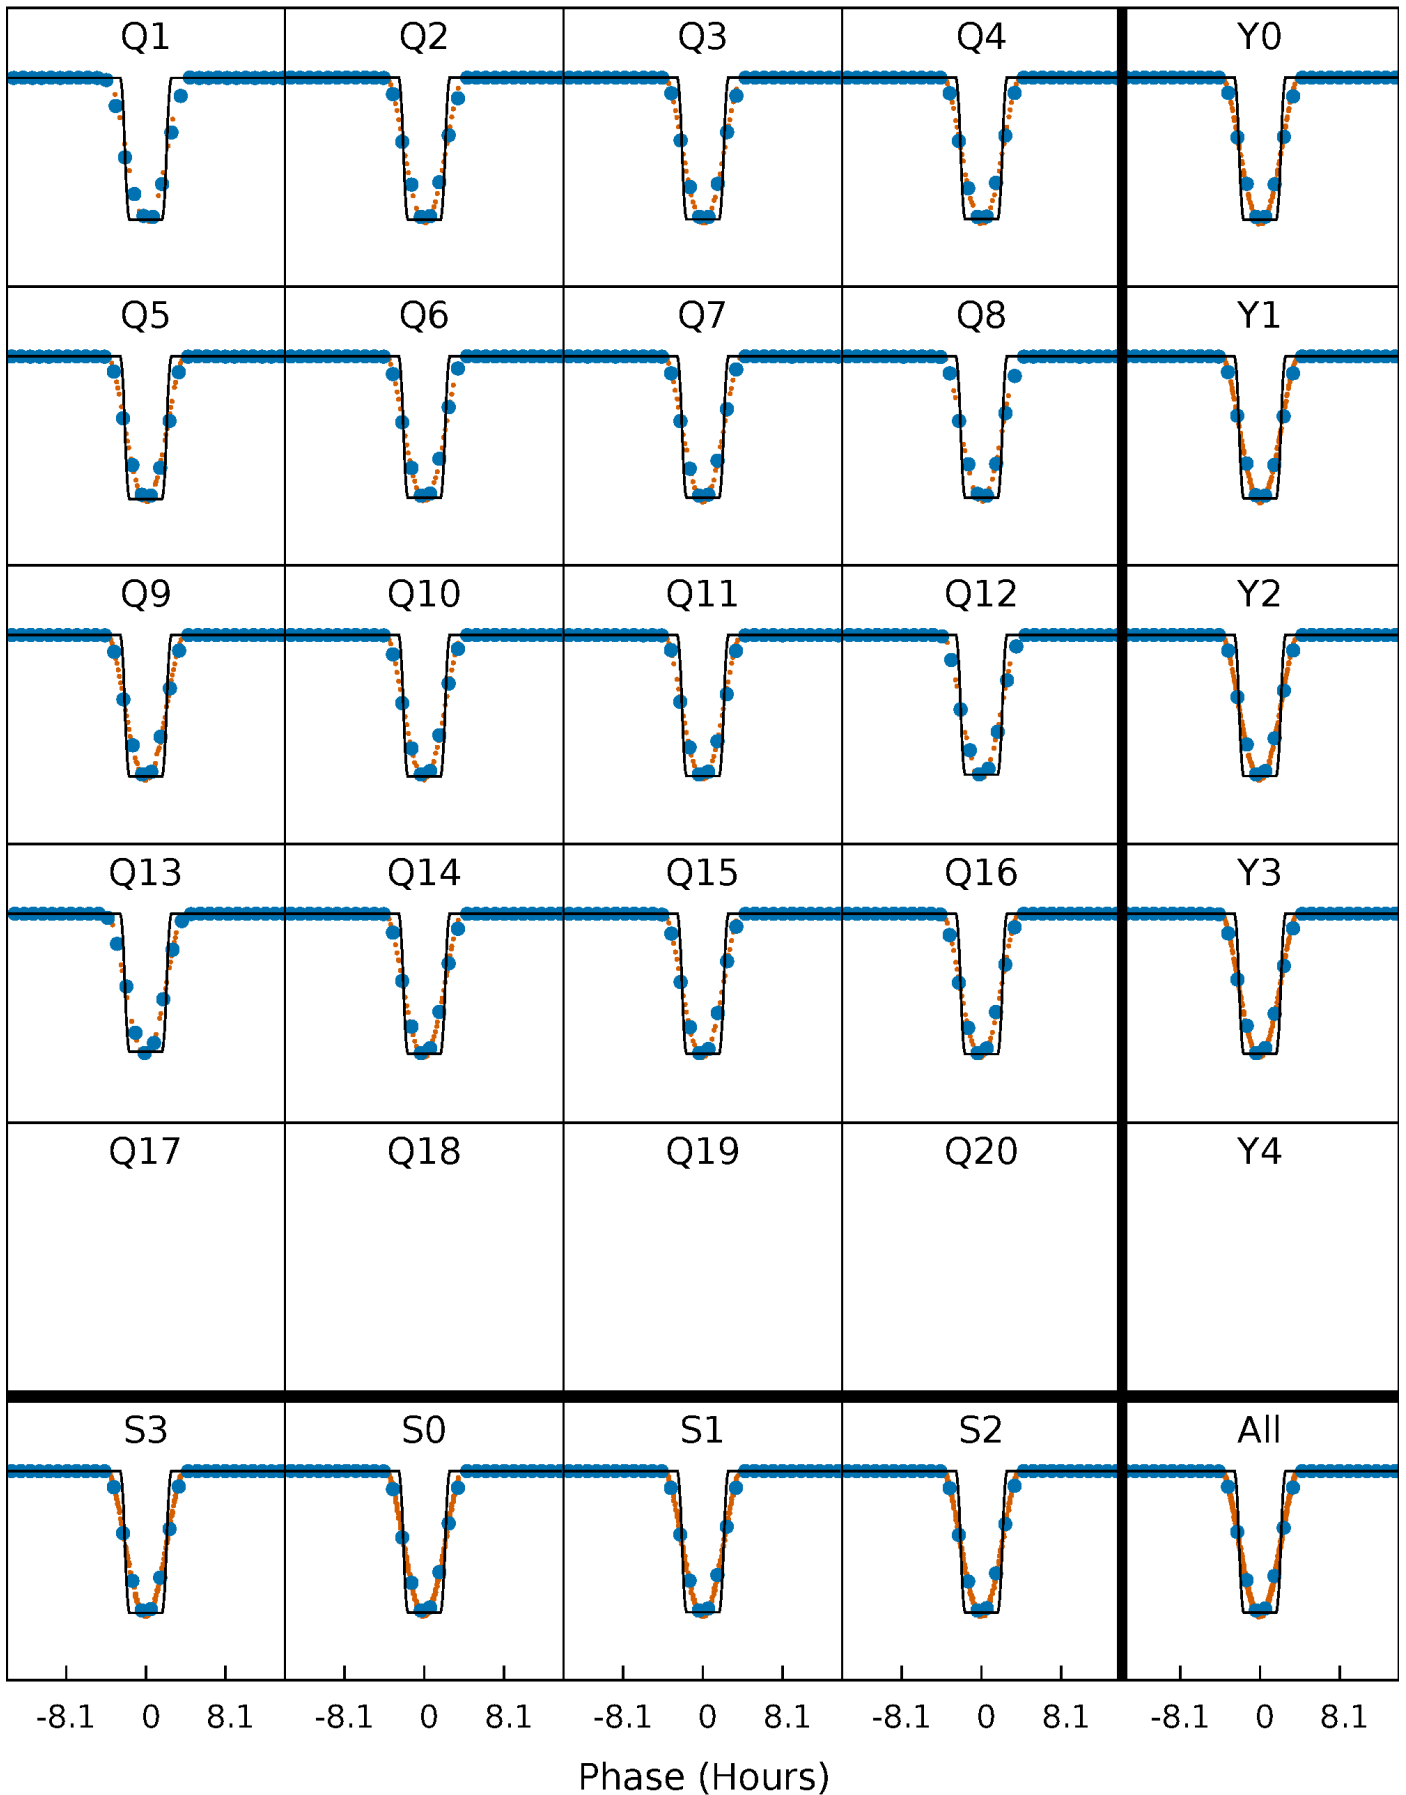 Q1 Q2 Q3 Q4 Y0
Q5 Q6 Q7 Q8 Y1
Q9 Q10 Q11 Q12 Y2
Q13 Q14 Q15 Q16 Y3
Q17 Q18 Q19 Q20 Y4
S3 S0 S1 S2 All
-8.1 0 8.1 -8.1 0 8.1 -8.1 0 8.1 -8.1 0 8.1 -8.1 0 8.1
Phase (Hours)